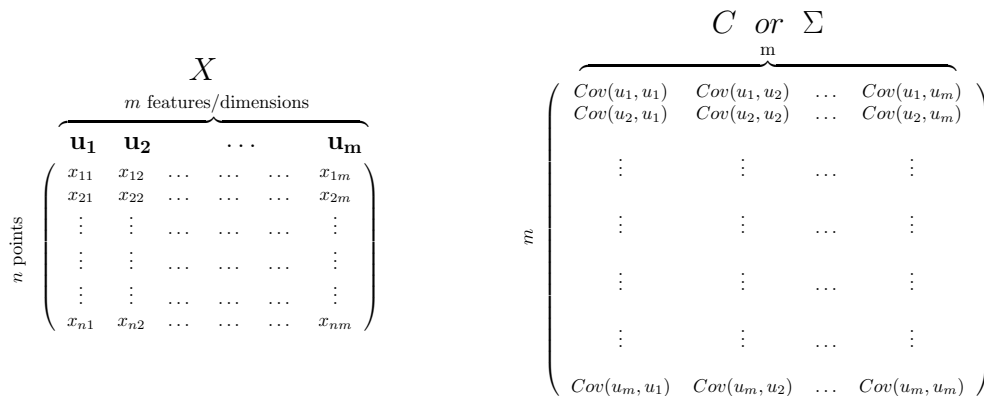 X
m features/dimensions
u₁ u₂ ... uₘ
n points
x₁₁ x₁₂ ... ... ... x₁ₘ
x₂₁ x₂₂ ... ... ... x₂ₘ
⋮ ⋮ ... ... ... ⋮
⋮ ⋮ ... ... ... ⋮
⋮ ⋮ ... ... ... ⋮
xₙ₁ xₙ₂ ... ... ... xₙₘ
C or Σ
m
m
Cov(u₁, u₁) Cov(u₁, u₂) ... Cov(u₁, uₘ)
Cov(u₂, u₁) Cov(u₂, u₂) ... Cov(u₂, uₘ)
⋮ ⋮ ... ⋮
⋮ ⋮ ... ⋮
⋮ ⋮ ... ⋮
⋮ ⋮ ... ⋮
Cov(uₘ, u₁) Cov(uₘ, u₂) ... Cov(uₘ, uₘ)